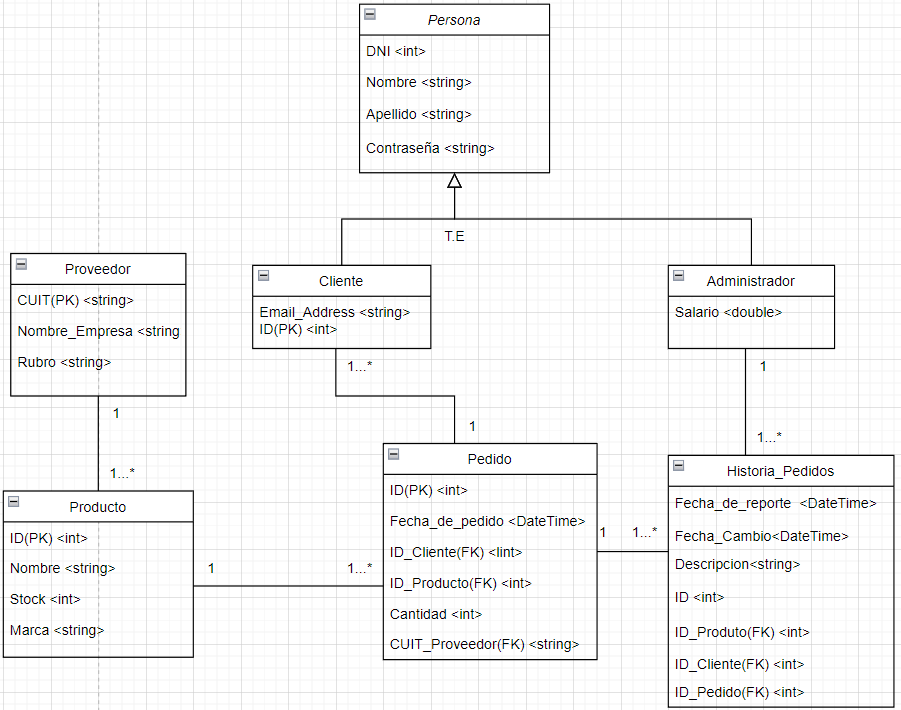 Persona
DNI <int>
Nombre <string>
Apellido <string>
Contraseña <string>
T.E
Proveedor
CUIT(PK) <string>
Nombre_Empresa <string
Rubro <string>
Cliente
Email_Address <string>
ID(PK) <int>
Administrador
Salario <double>
1...*
1
1
1...*
1
1...*
Producto
ID(PK) <int>
Nombre <string>
Stock <int>
Marca <string>
1
1...*
Pedido
ID(PK) <int>
Fecha_de_pedido <DateTime>
ID_Cliente(FK) <lint>
ID_Producto(FK) <int>
Cantidad <int>
CUIT_Proveedor(FK) <string>
1
1...*
Historia_Pedidos
Fecha_de_reporte <DateTime>
Fecha_Cambio<DateTime>
Descripcion<string>
ID <int>
ID_Produto(FK) <int>
ID_Cliente(FK) <int>
ID_Pedido(FK) <int>